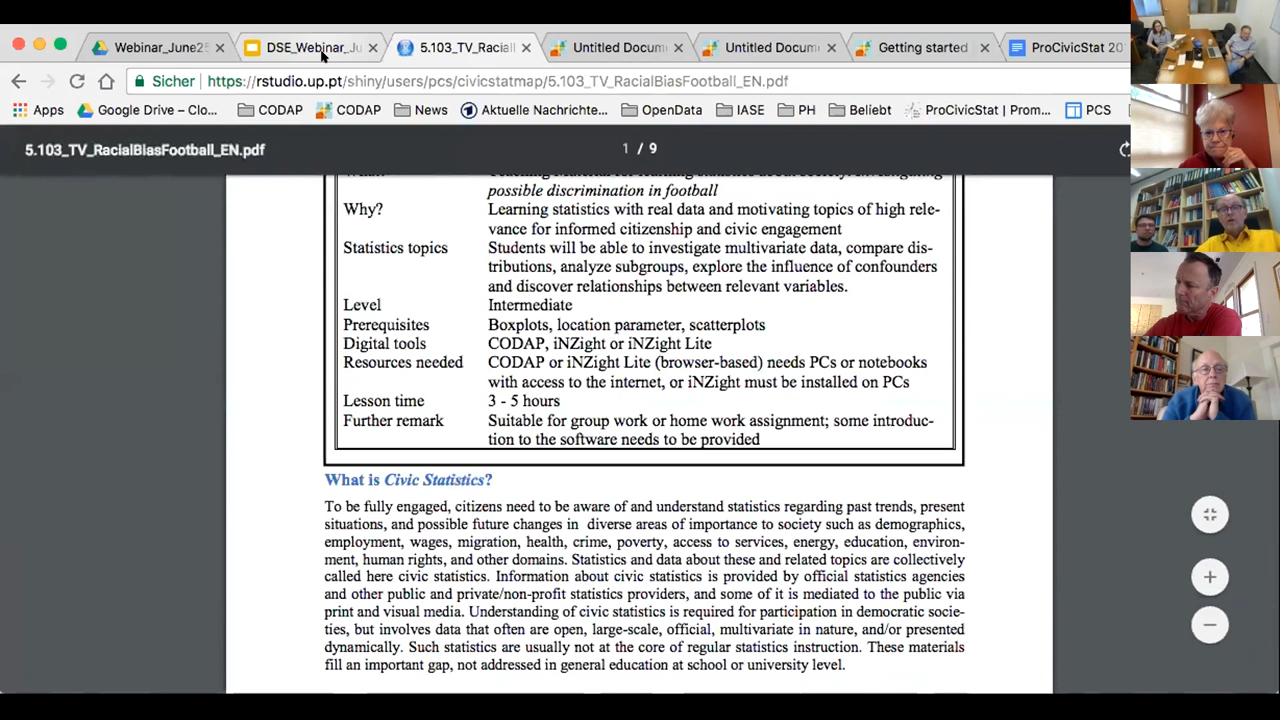 Webinar_June25
DSE_Webinar_Ju
5.103_TV_Raciall
Untitled Docum
Untitled Docum
Getting started
ProCivicStat 20
Sicher
https://rstudio.up.pt/shiny/users/pcs/civicstatmap/5.103_TV_RacialBiasFootball_EN.pdf
Apps
Google Drive – Clo...
CODAP
CODAP
News
Aktuelle Nachrichte...
OpenData
IASE
PH
Beliebt
ProCivicStat | Prom...
PCS
5.103_TV_RacialBiasFootball_EN.pdf
1 / 9
What? Teaching Material for learning statistics about society: Investigating
possible discrimination in football
Why? Learning statistics with real data and motivating topics of high rele-
vance for informed citizenship and civic engagement
Statistics topics Students will be able to investigate multivariate data, compare dis-
tributions, analyze subgroups, explore the influence of confounders
and discover relationships between relevant variables.
Level Intermediate
Prerequisites Boxplots, location parameter, scatterplots
Digital tools CODAP, iNZight or iNZight Lite
Resources needed CODAP or iNZight Lite (browser-based) needs PCs or notebooks
with access to the internet, or iNZight must be installed on PCs
Lesson time 3 - 5 hours
Further remark Suitable for group work or home work assignment; some introduc-
tion to the software needs to be provided
What is Civic Statistics?
To be fully engaged, citizens need to be aware of and understand statistics regarding past trends, present
situations, and possible future changes in diverse areas of importance to society such as demographics,
employment, wages, migration, health, crime, poverty, access to services, energy, education, environ-
ment, human rights, and other domains. Statistics and data about these and related topics are collectively
called here civic statistics. Information about civic statistics is provided by official statistics agencies
and other public and private/non-profit statistics providers, and some of it is mediated to the public via
print and visual media. Understanding of civic statistics is required for participation in democratic socie-
ties, but involves data that often are open, large-scale, official, multivariate in nature, and/or presented
dynamically. Such statistics are usually not at the core of regular statistics instruction. These materials
fill an important gap, not addressed in general education at school or university level.